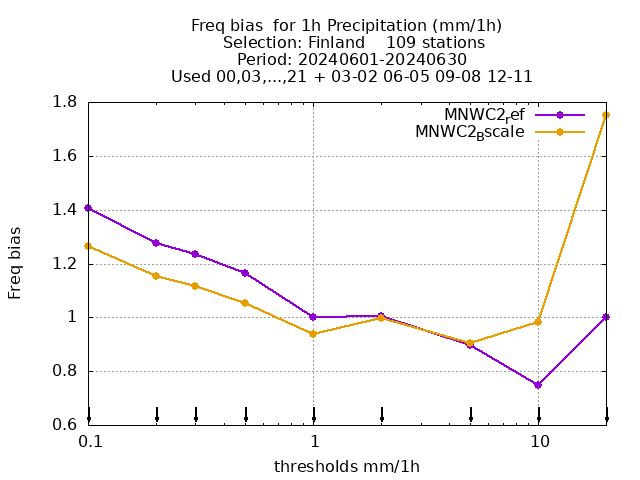 Freq bias  for 1h Precipitation (mm/1h)
Selection: Finland    109 stations
Period: 20240601-20240630
Used 00,03,...,21 + 03-02 06-05 09-08 12-11
MNWC2_ref
MNWC2_Bscale
1.8
1.6
1.4
1.2
1
0.8
0.6
Freq bias
0.1
1
10
thresholds mm/1h